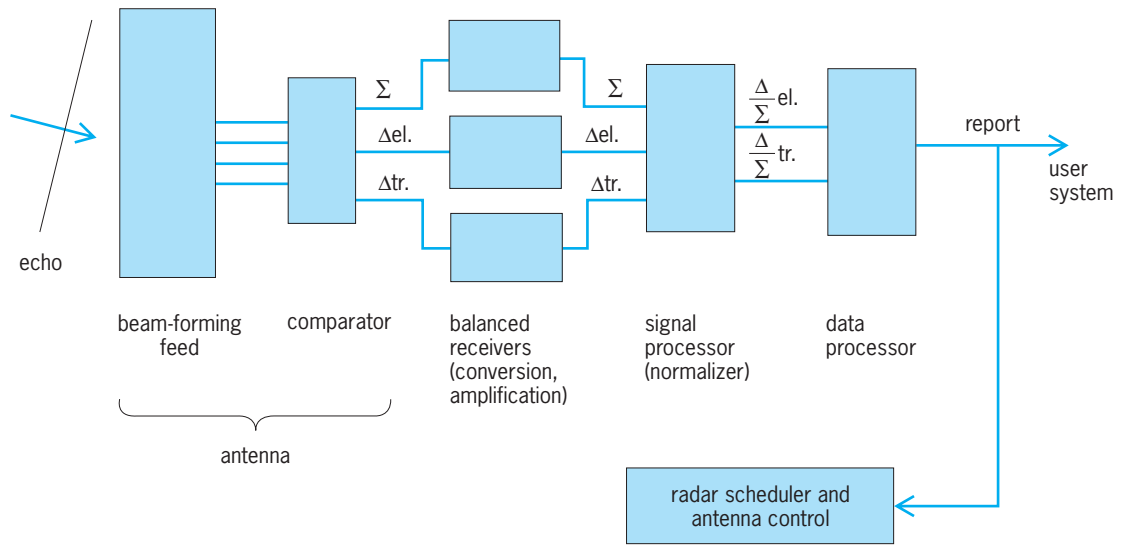 echo
beam-forming
feed
comparator
antenna
Σ
Δel.
Δtr.
balanced
receivers
(conversion,
amplification)
Σ
Δel.
Δtr.
signal
processor
(normalizer)
Δ/Σ el.
Δ/Σ tr.
data
processor
report
user
system
radar scheduler and
antenna control